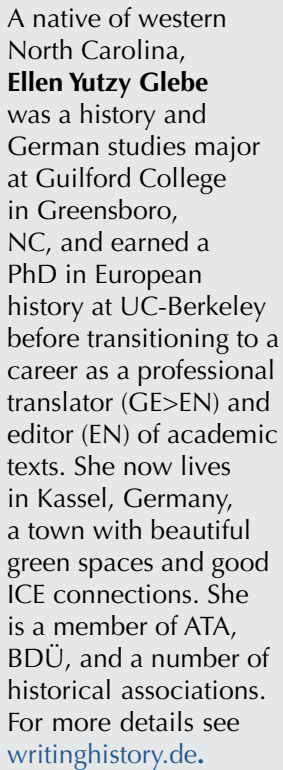 A native of western
North Carolina,
Ellen Yutzy Glebe
was a history and
German studies major
at Guilford College
in Greensboro,
NC, and earned a
PhD in European
history at UC-Berkeley
before transitioning to a
career as a professional
translator (GE>EN) and
editor (EN) of academic
texts. She now lives
in Kassel, Germany,
a town with beautiful
green spaces and good
ICE connections. She
is a member of ATA,
BDÜ, and a number of
historical associations.
For more details see
writinghistory.de.